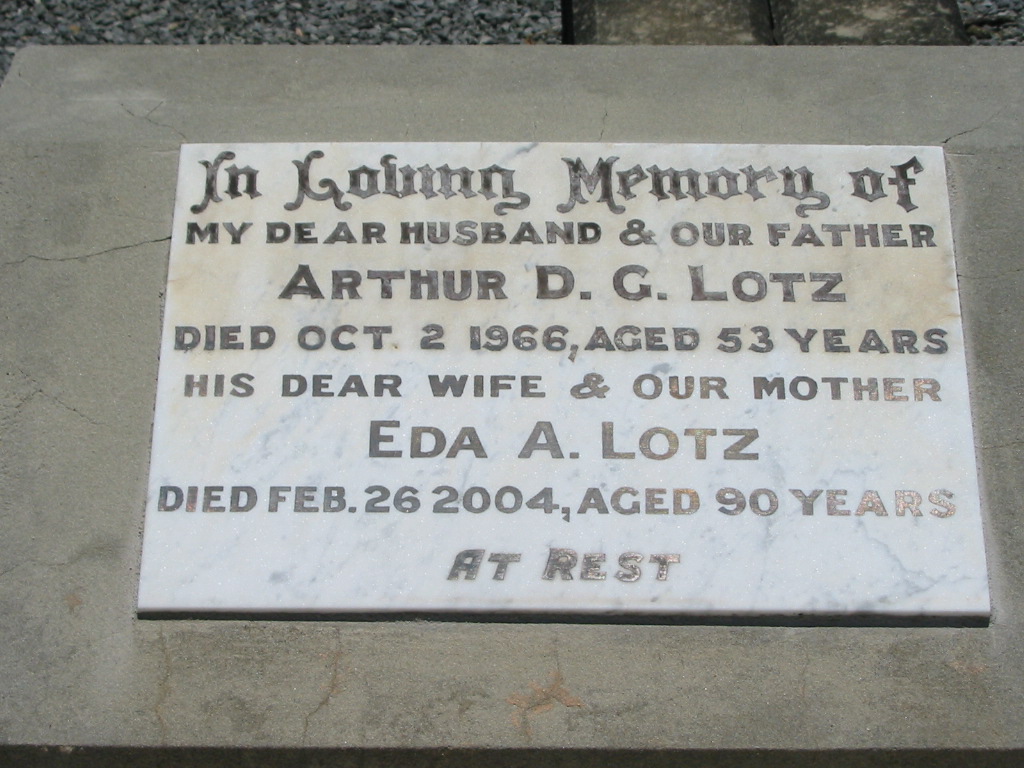 In Loving Memory of
MY DEAR HUSBAND & OUR FATHER
ARTHUR D. G. LOTZ
DIED OCT. 2 1966, AGED 53 YEARS
HIS DEAR WIFE & OUR MOTHER
EDA A. LOTZ
DIED FEB. 26 2004, AGED 90 YEARS
AT REST